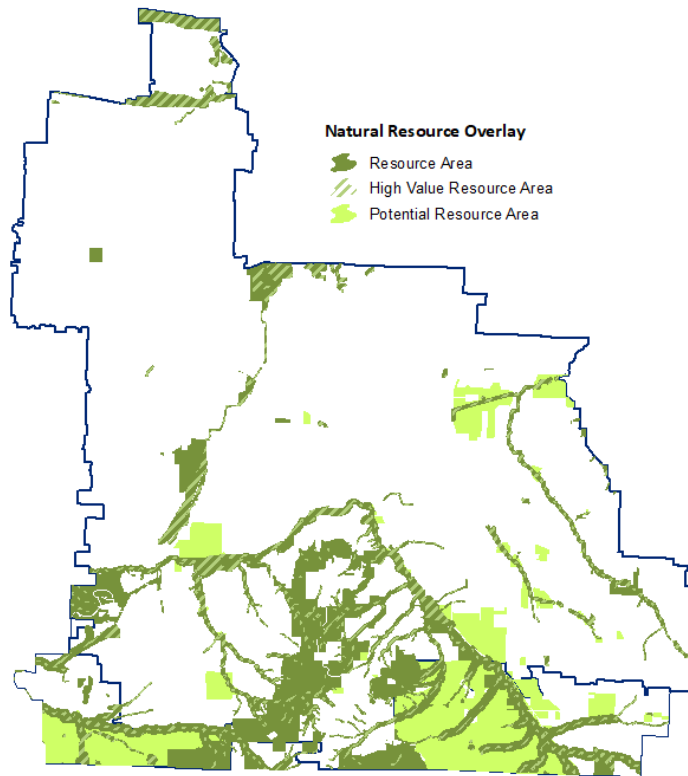 Natural Resource Overlay
Resource Area
High Value Resource Area
Potential Resource Area